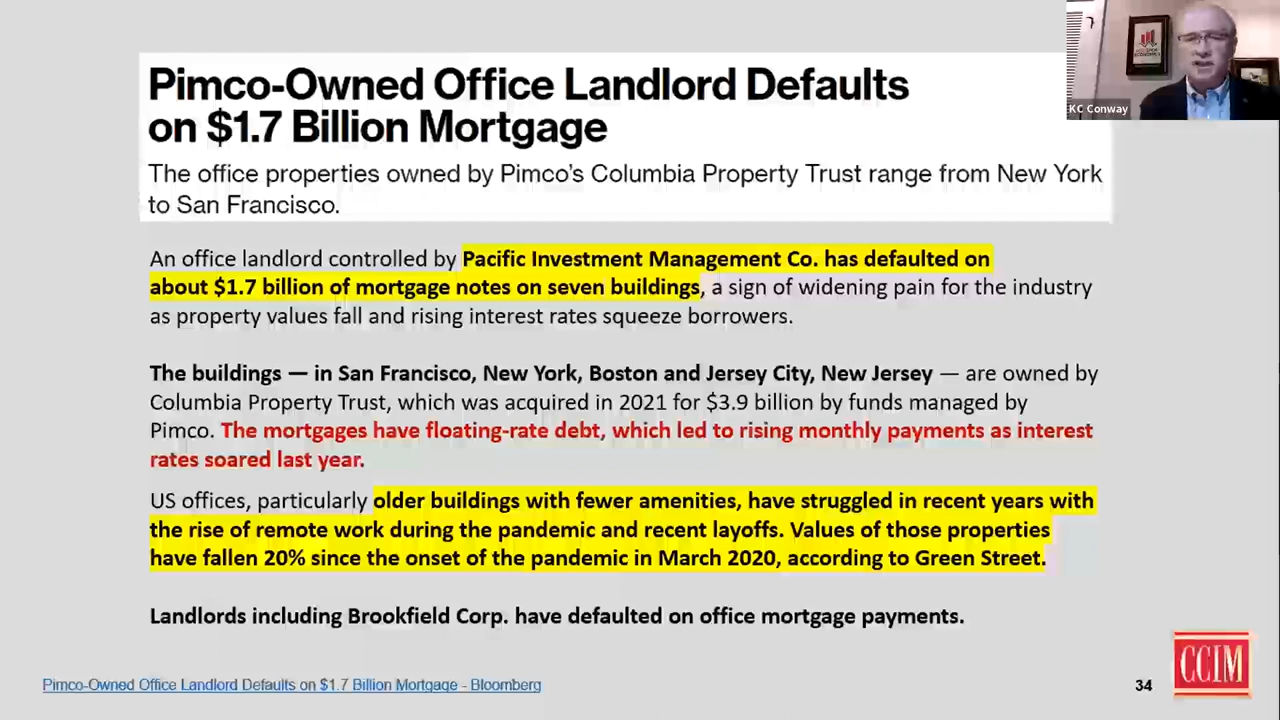 Pimco-Owned Office Landlord Defaults
on $1.7 Billion Mortgage
The office properties owned by Pimco's Columbia Property Trust range from New York
to San Francisco.
KC Conway
An office landlord controlled by Pacific Investment Management Co. has defaulted on
about $1.7 billion of mortgage notes on seven buildings, a sign of widening pain for the industry
as property values fall and rising interest rates squeeze borrowers.
The buildings — in San Francisco, New York, Boston and Jersey City, New Jersey — are owned by
Columbia Property Trust, which was acquired in 2021 for $3.9 billion by funds managed by
Pimco. The mortgages have floating-rate debt, which led to rising monthly payments as interest
rates soared last year.
US offices, particularly older buildings with fewer amenities, have struggled in recent years with
the rise of remote work during the pandemic and recent layoffs. Values of those properties
have fallen 20% since the onset of the pandemic in March 2020, according to Green Street.
Landlords including Brookfield Corp. have defaulted on office mortgage payments.
Pimco-Owned Office Landlord Defaults on $1.7 Billion Mortgage - Bloomberg
34
CCIM